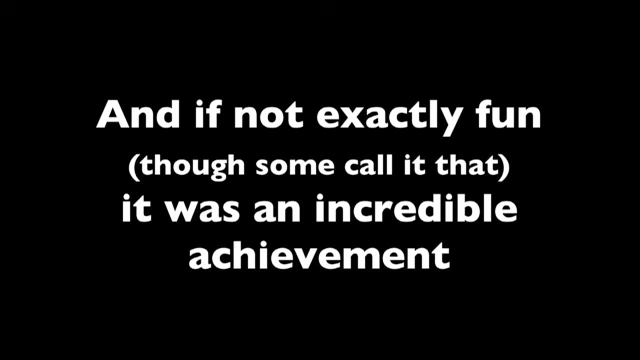 And if not exactly fun
(though some call it that)
it was an incredible
achievement